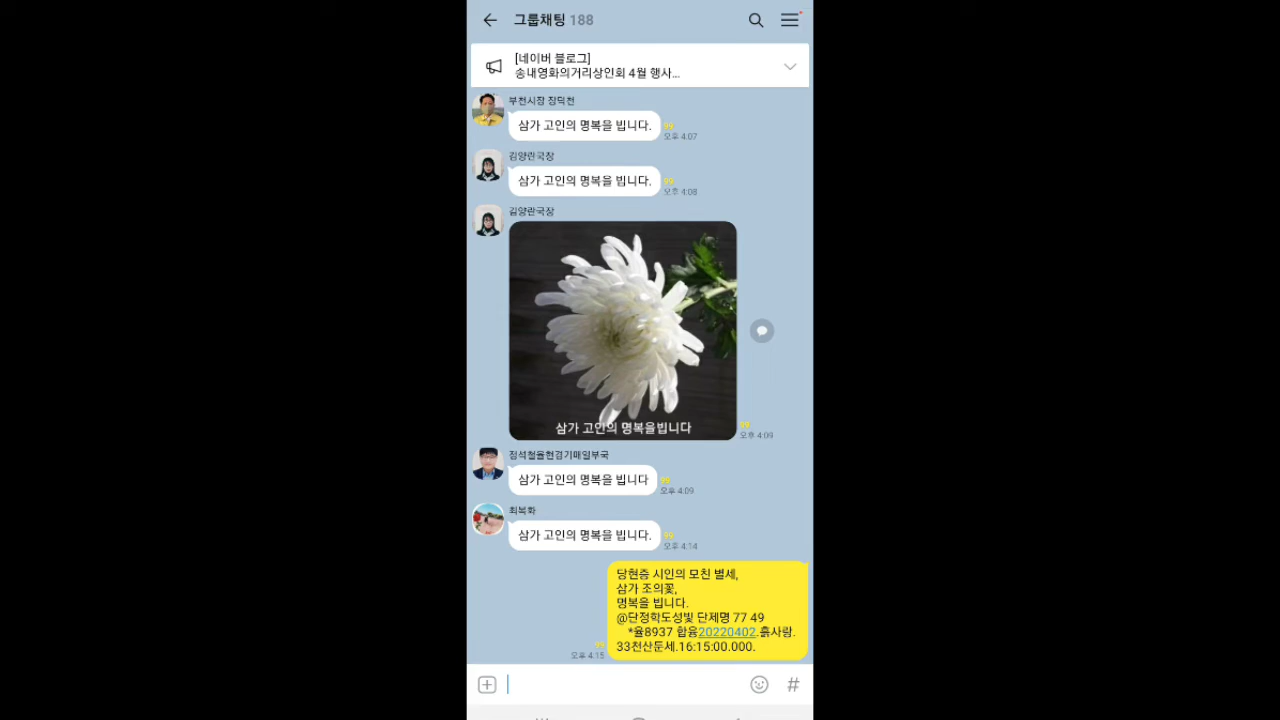 그룹채팅 188
[네이버 블로그]
송내영화의거리상인회 4월 행사...
부천시장 장덕천
삼가 고인의 명복을 빕니다.
99
오후 4:07
김양란국장
삼가 고인의 명복을 빕니다.
99
오후 4:08
김양란국장
삼가 고인의 명복을빕니다
99
오후 4:09
정석철율현경기매일부국
삼가 고인의 명복을 빕니다
99
오후 4:09
최복화
삼가 고인의 명복을 빕니다.
99
오후 4:14
당현증 시인의 모친 별세,
삼가 조의꽃,
명복을 빕니다.
@단정학도성빛 단제명 77 49
*율8937 합융20220402.흙사랑.
33천산둔세.16:15:00.000.
오후 4:15
#